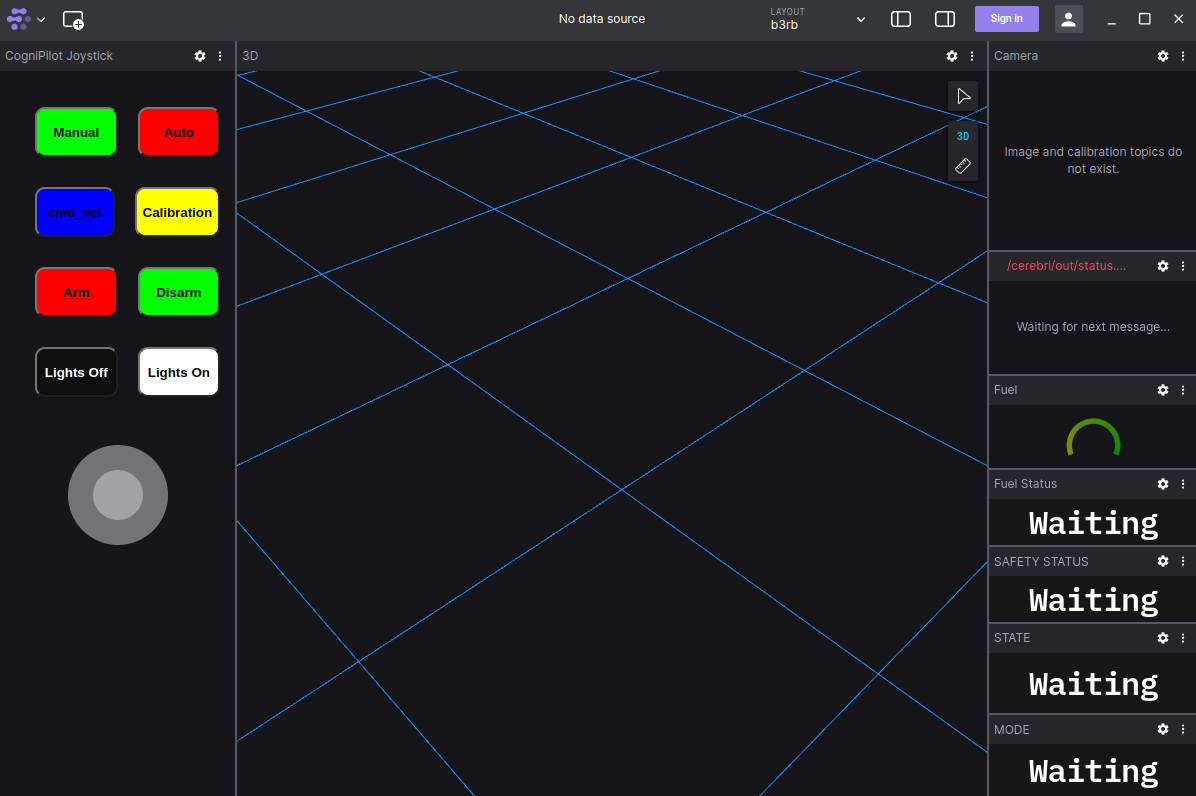 No data source
LAYOUT
b3rb
Sign in
CogniPilot Joystick
Manual
Auto
cmd_vel
Calibration
Arm
Disarm
Lights Off
Lights On
3D
3D
Camera
Image and calibration topics do
not exist.
/cerebri/out/status....
Waiting for next message...
Fuel
Fuel Status
Waiting
SAFETY STATUS
Waiting
STATE
Waiting
MODE
Waiting